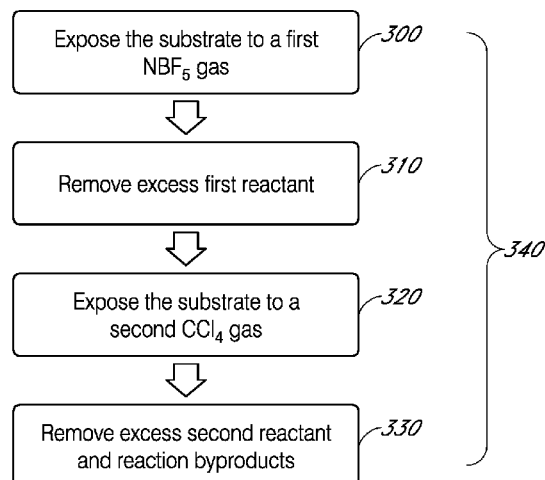 Expose the substrate to a first
NBF₅ gas
300
Remove excess first reactant
310
Expose the substrate to a
second CCl₄ gas
320
Remove excess second reactant
and reaction byproducts
330
340